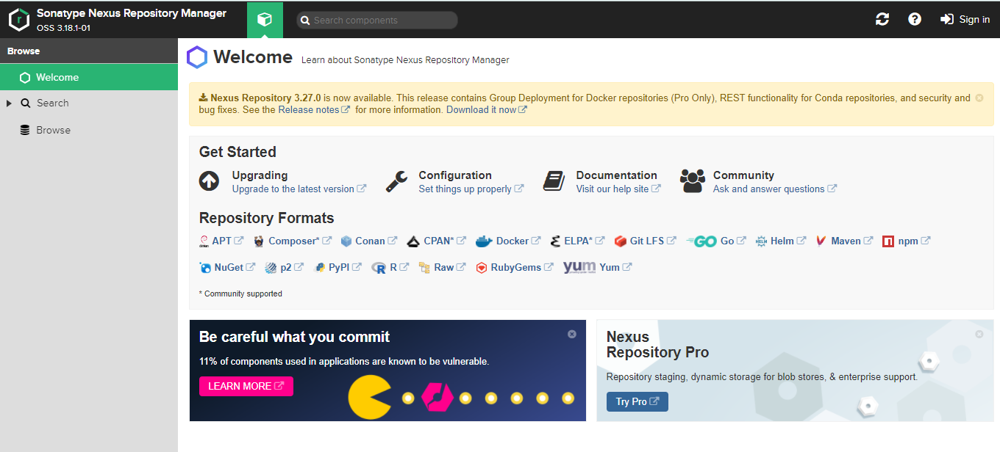 Sonatype Nexus Repository Manager
OSS 3.18.1-01
Search components
Sign in
Browse
Welcome
Search
Browse
Welcome Learn about Sonatype Nexus Repository Manager
Nexus Repository 3.27.0 is now available. This release contains Group Deployment for Docker repositories (Pro Only), REST functionality for Conda repositories, and security and
bug fixes. See the Release notes for more information. Download it now
Get Started
Upgrading
Upgrade to the latest version
Configuration
Set things up properly
Documentation
Visit our help site
Community
Ask and answer questions
Repository Formats
APT Composer* Conan CPAN* Docker ELPA* Git LFS GO Go Helm Maven npm
NuGet p2 PyPI R Raw RubyGems yum Yum
* Community supported
Be careful what you commit
11% of components used in applications are known to be vulnerable.
LEARN MORE
Nexus
Repository Pro
Repository staging, dynamic storage for blob stores, & enterprise support.
Try Pro